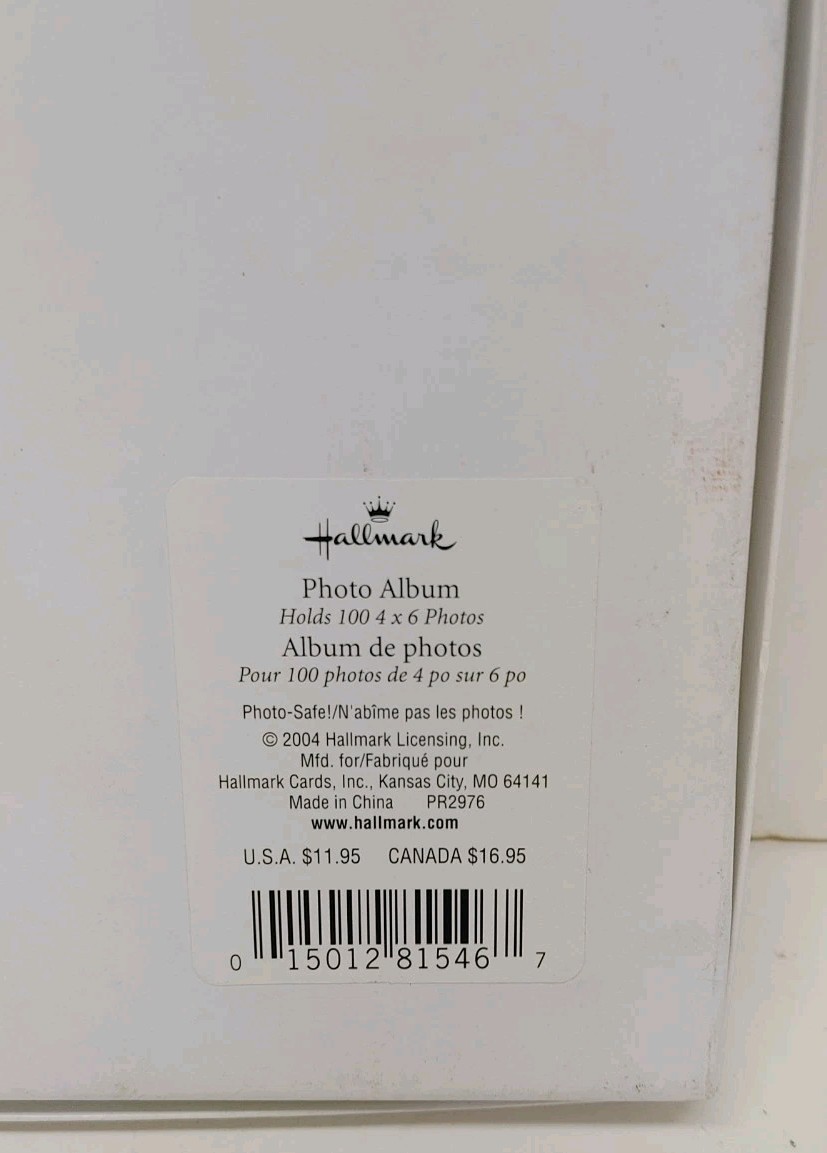 Hallmark
Photo Album
Holds 100 4 x 6 Photos
Album de photos
Pour 100 photos de 4 po sur 6 po
Photo-Safe!/N'abîme pas les photos !
© 2004 Hallmark Licensing, Inc.
Mfd. for/Fabriqué pour
Hallmark Cards, Inc., Kansas City, MO 64141
Made in China PR2976
www.hallmark.com
U.S.A. $11.95 CANADA $16.95
0 15012 81546 7